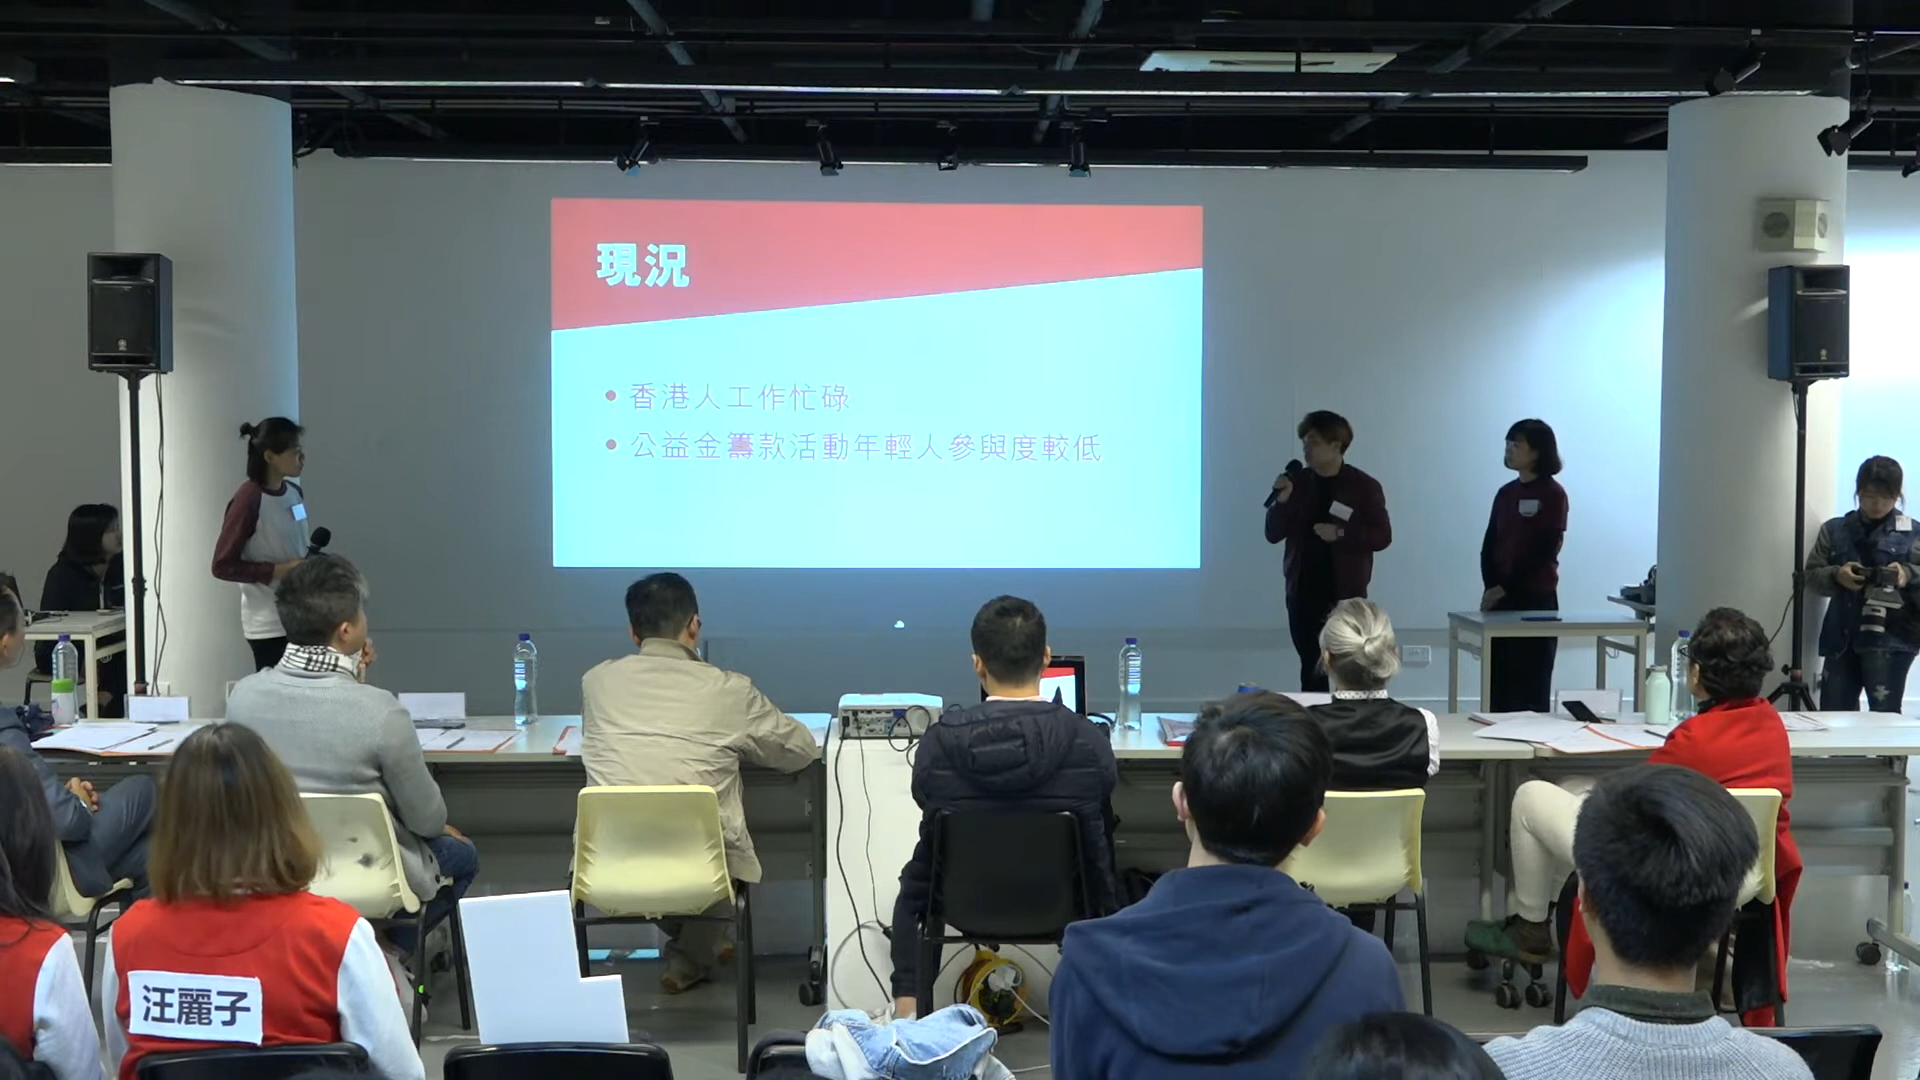 現況
• 香港人工作忙碌
• 公益金籌款活動年輕人參與度較低
汪麗子